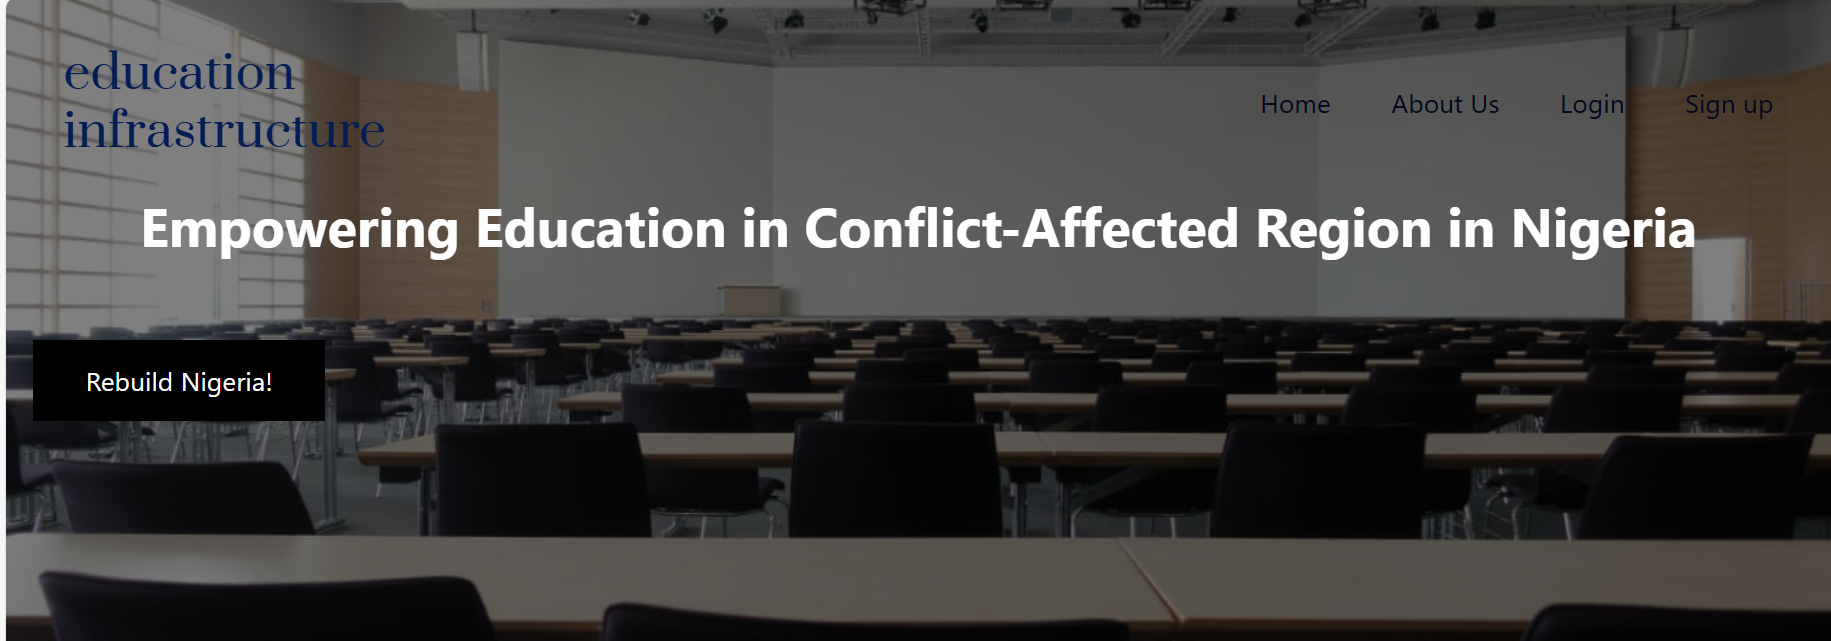 education
infrastructure
Home About Us Login Sign up
Empowering Education in Conflict-Affected Region in Nigeria
Rebuild Nigeria!